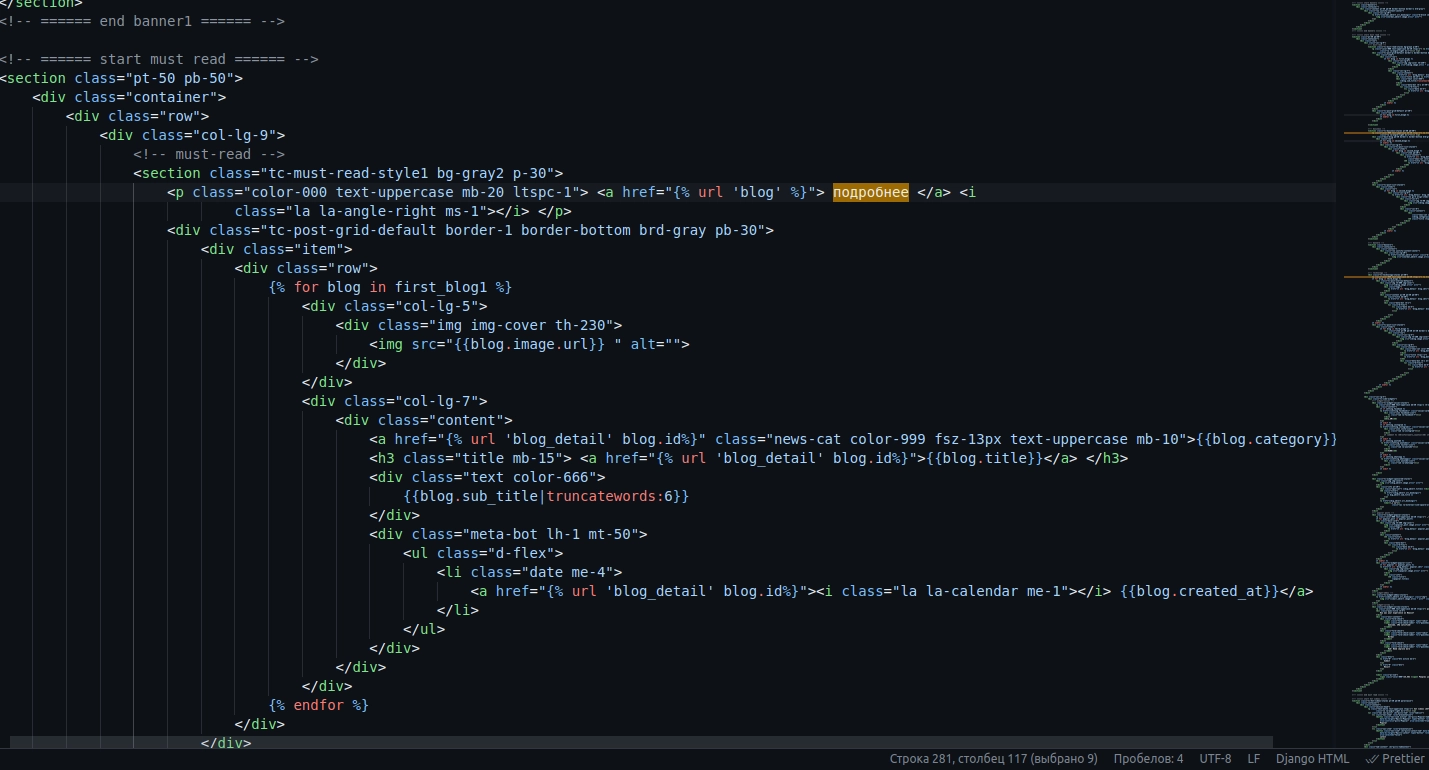 </section>
<!-- ====== end banner1 ====== -->
<!-- ====== start must read ====== -->
<section class="pt-50 pb-50">
<div class="container">
<div class="row">
<div class="col-lg-9">
<!-- must-read -->
<section class="tc-must-read-style1 bg-gray2 p-30">
<p class="color-000 text-uppercase mb-20 ltspc-1"> <a href="{% url 'blog' %}"> подробнее </a> <i
class="la la-angle-right ms-1"></i> </p>
<div class="tc-post-grid-default border-1 border-bottom brd-gray pb-30">
<div class="item">
<div class="row">
{% for blog in first_blog1 %}
<div class="col-lg-5">
<div class="img img-cover th-230">
<img src="{{blog.image.url}} " alt="">
</div>
</div>
<div class="col-lg-7">
<div class="content">
<a href="{% url 'blog_detail' blog.id%}" class="news-cat color-999 fsz-13px text-uppercase mb-10">{{blog.category}}
<h3 class="title mb-15"> <a href="{% url 'blog_detail' blog.id%}">{{blog.title}}</a> </h3>
<div class="text color-666">
{{blog.sub_title|truncatewords:6}}
</div>
<div class="meta-bot lh-1 mt-50">
<ul class="d-flex">
<li class="date me-4">
<a href="{% url 'blog_detail' blog.id%}"><i class="la la-calendar me-1"></i> {{blog.created_at}}</a>
</li>
</ul>
</div>
</div>
</div>
{% endfor %}
</div>
</div>
Строка 281, столбец 117 (выбрано 9) Пробелов: 4 UTF-8 LF Django HTML Prettier